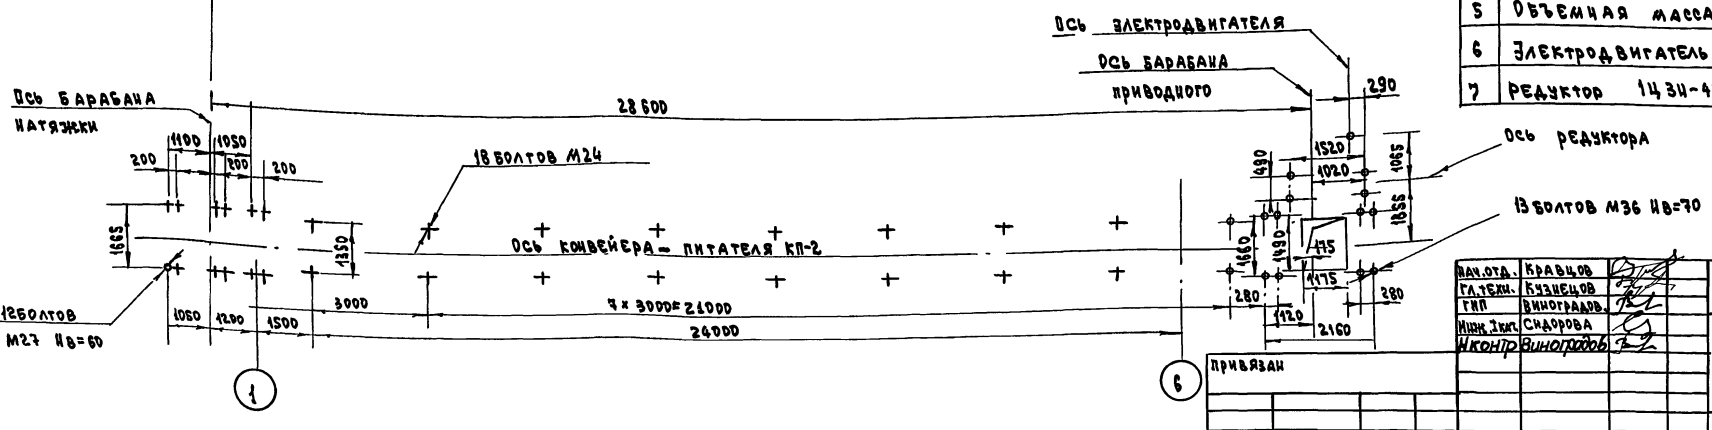 Ось электродвигателя
Ось барабана
приводного
290
5 Объемная масса
6 Электродвигатель
7 Редуктор 1Ц3Н-4
Ось барабана
натяжки
28 600
1100 1050
200 200 200
18 болтов М24
490
1520
1020
1065
Ось редуктора
1855
13 болтов М36 Нв=70
1665
1350
Ось конвейера – питателя КП-2
1660
1490
175
1175
12 болтов
М27 Нв=60
3000
7 × 3000=21000
280
280
1050 1200 1500
24000
1120
2160
1
6
Нач.отд. Кравцов
Гл.техн. Кузнецов
ГИП Виноградов
Инж.1кат. Сидорова
Н контр Виноградов
Привязан